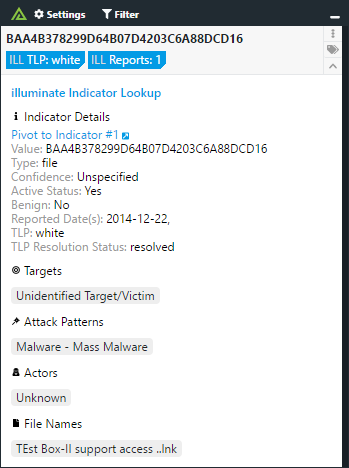 Settings Filter
BAA4B378299D64B07D4203C6A88DCD16
ILL TLP: white ILL Reports: 1
illuminate Indicator Lookup
Indicator Details
Pivot to Indicator #1
Value: BAA4B378299D64B07D4203C6A88DCD16
Type: file
Confidence: Unspecified
Active Status: Yes
Benign: No
Reported Date(s): 2014-12-22,
TLP: white
TLP Resolution Status: resolved
Targets
Unidentified Target/Victim
Attack Patterns
Malware - Mass Malware
Actors
Unknown
File Names
TEst Box-II support access ..lnk